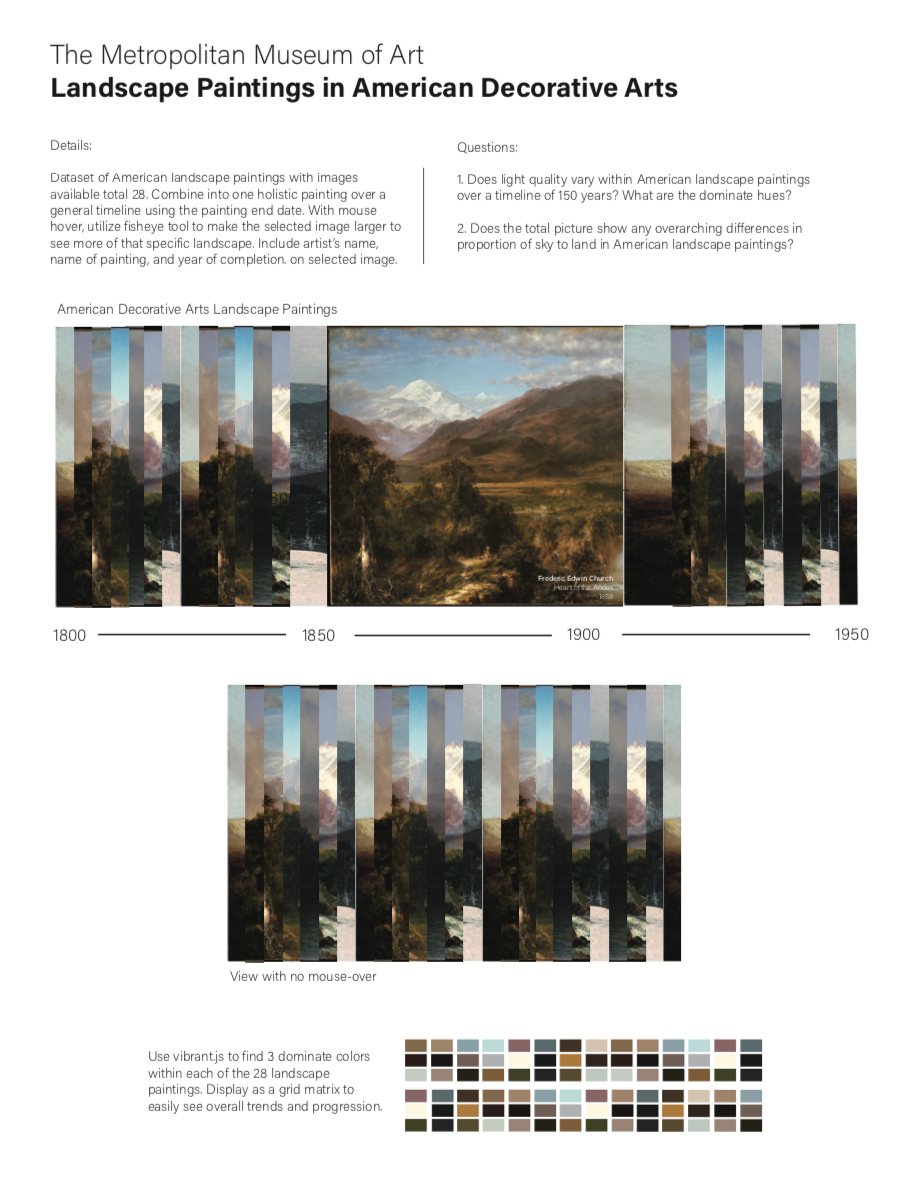 The Metropolitan Museum of Art
Landscape Paintings in American Decorative Arts
Details:
Dataset of American landscape paintings with images
available total 28. Combine into one holistic painting over a
general timeline using the painting end date. With mouse
hover, utilize fisheye tool to make the selected image larger to
see more of that specific landscape. Include artist's name,
name of painting, and year of completion. on selected image.
Questions:
1. Does light quality vary within American landscape paintings
over a timeline of 150 years? What are the dominate hues?
2. Does the total picture show any overarching differences in
proportion of sky to land in American landscape paintings?
American Decorative Arts Landscape Paintings
Frederic Edwin Church
Heart of the Andes
1859
1800
1850
1900
1950
View with no mouse-over
Use vibrant.js to find 3 dominate colors
within each of the 28 landscape
paintings. Display as a grid matrix to
easily see overall trends and progression.